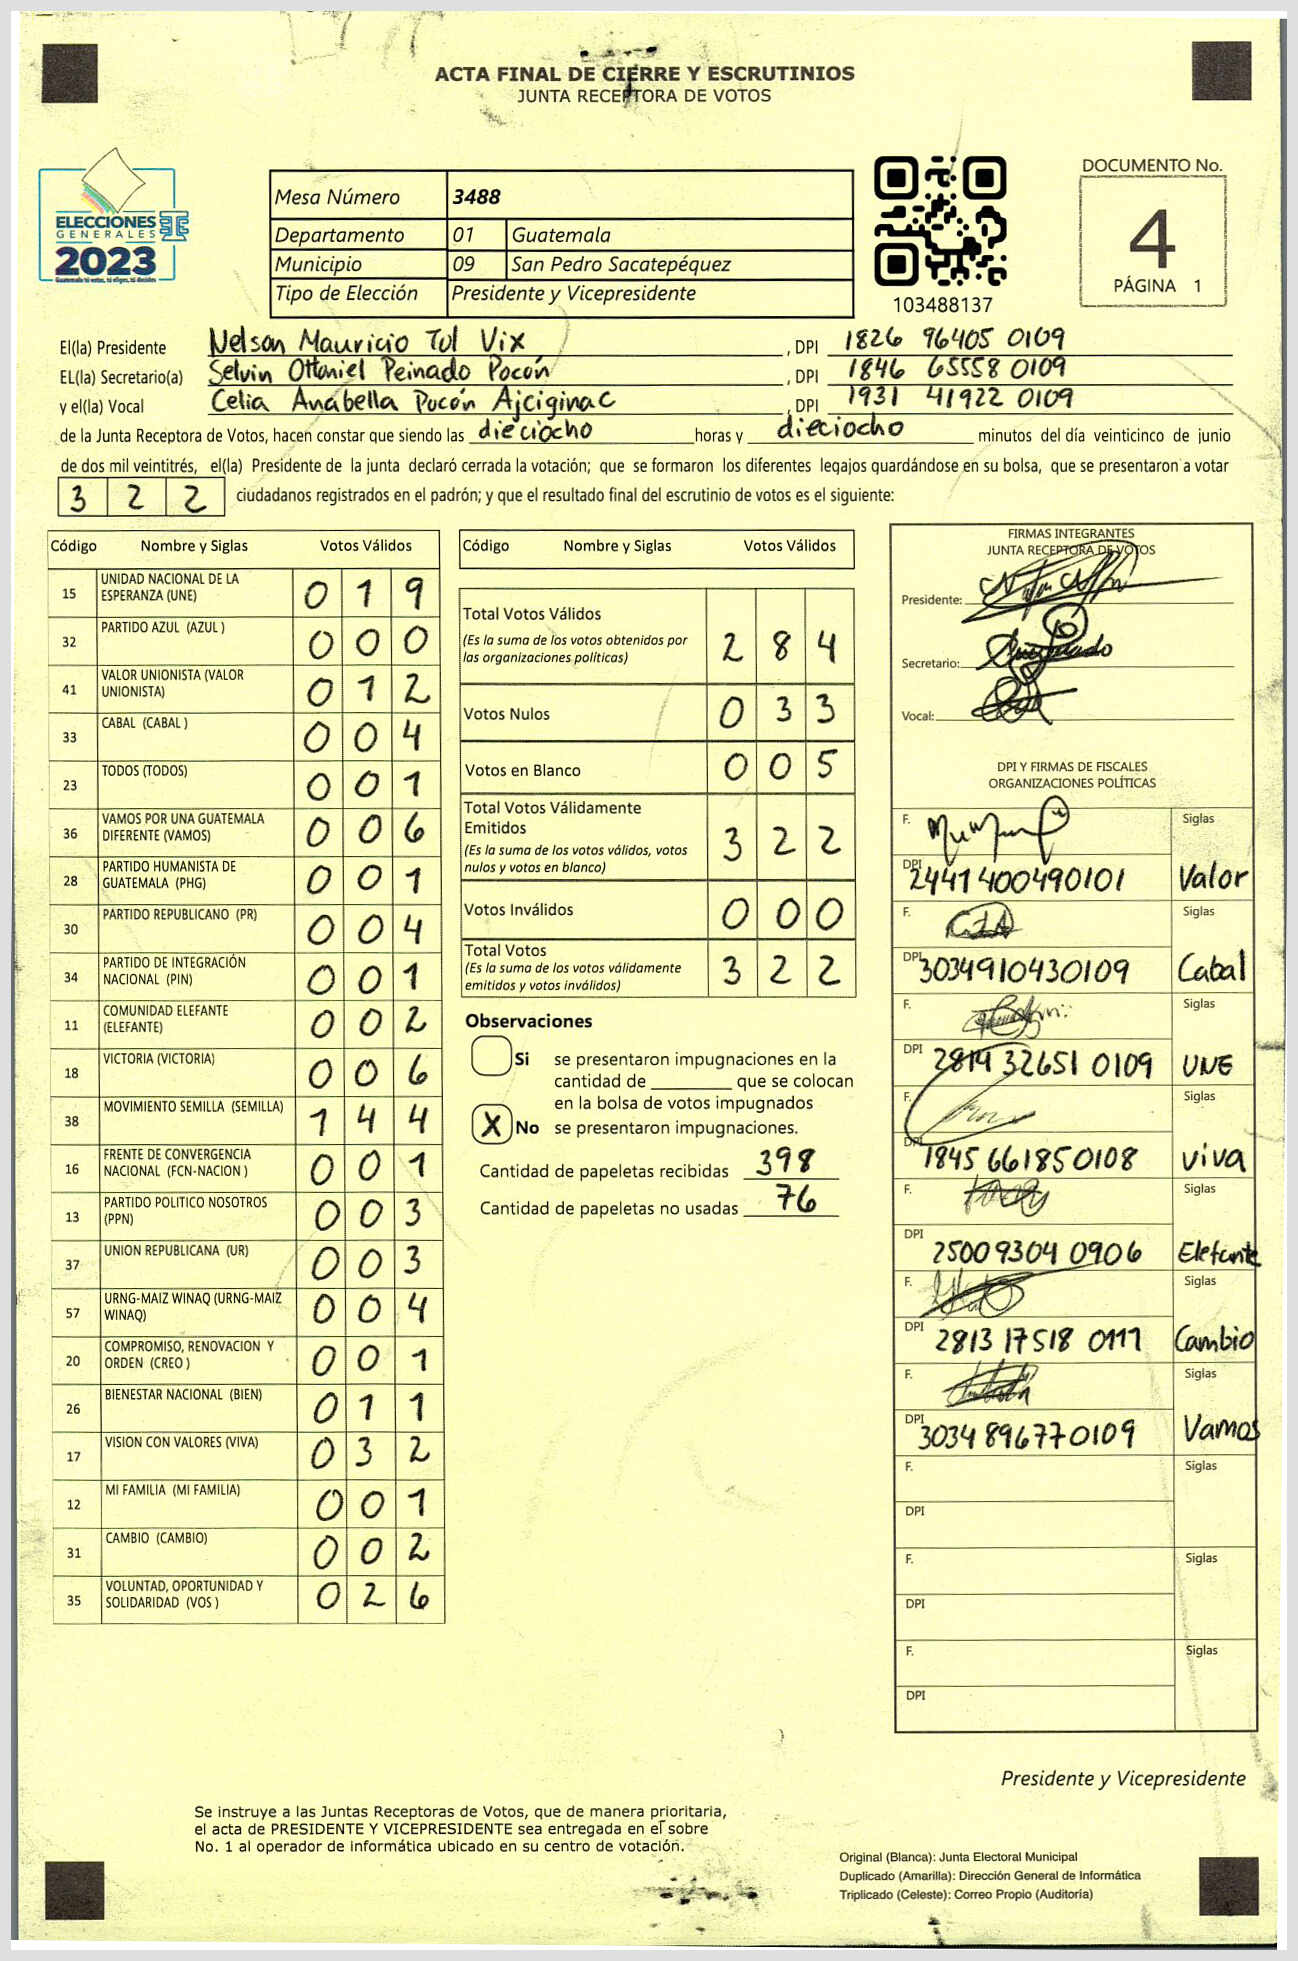 ACTA FINAL DE CIERRE Y ESCRUTINIOS
JUNTA RECEPTORA DE VOTOS
ELECCIONES
GENERALES
2023
Guatemala tú votas, tú eliges, tú decides
Mesa Número 3488
Departamento 01 Guatemala
Municipio 09 San Pedro Sacatepéquez
Tipo de Elección Presidente y Vicepresidente
103488137
DOCUMENTO No.
4
PÁGINA 1
El(la) Presidente Nelson Mauricio Tol Vix , DPI 1826 96405 0109
EL(la) Secretario(a) Selvin Ottoniel Peinado Pocón , DPI 1846 65558 0109
y el(la) Vocal Celia Anabella Pocón Ajciginac , DPI 1931 41922 0109
de la Junta Receptora de Votos, hacen constar que siendo las dieciocho horas y dieciocho minutos del día veinticinco de junio
de dos mil veintitrés, el(la) Presidente de la junta declaró cerrada la votación; que se formaron los diferentes legajos guardándose en su bolsa, que se presentaron a votar
3 2 2 ciudadanos registrados en el padrón; y que el resultado final del escrutinio de votos es el siguiente:
Código Nombre y Siglas Votos Válidos
15 UNIDAD NACIONAL DE LA ESPERANZA (UNE) 0 1 9
32 PARTIDO AZUL (AZUL ) 0 0 0
41 VALOR UNIONISTA (VALOR UNIONISTA) 0 1 2
33 CABAL (CABAL ) 0 0 4
23 TODOS (TODOS) 0 0 1
36 VAMOS POR UNA GUATEMALA DIFERENTE (VAMOS) 0 0 6
28 PARTIDO HUMANISTA DE GUATEMALA (PHG) 0 0 1
30 PARTIDO REPUBLICANO (PR) 0 0 4
34 PARTIDO DE INTEGRACIÓN NACIONAL (PIN) 0 0 1
11 COMUNIDAD ELEFANTE (ELEFANTE) 0 0 2
18 VICTORIA (VICTORIA) 0 0 6
38 MOVIMIENTO SEMILLA (SEMILLA) 1 4 4
16 FRENTE DE CONVERGENCIA NACIONAL (FCN-NACION ) 0 0 1
13 PARTIDO POLITICO NOSOTROS (PPN) 0 0 3
37 UNION REPUBLICANA (UR) 0 0 3
57 URNG-MAIZ WINAQ (URNG-MAIZ WINAQ) 0 0 4
20 COMPROMISO, RENOVACION Y ORDEN (CREO ) 0 0 1
26 BIENESTAR NACIONAL (BIEN) 0 1 1
17 VISION CON VALORES (VIVA) 0 3 2
12 MI FAMILIA (MI FAMILIA) 0 0 1
31 CAMBIO (CAMBIO) 0 0 2
35 VOLUNTAD, OPORTUNIDAD Y SOLIDARIDAD (VOS ) 0 2 6
Código Nombre y Siglas Votos Válidos
Total Votos Válidos
(Es la suma de los votos obtenidos por
las organizaciones políticas) 2 8 4
Votos Nulos 0 3 3
Votos en Blanco 0 0 5
Total Votos Válidamente
Emitidos
(Es la suma de los votos válidos, votos
nulos y votos en blanco) 3 2 2
Votos Inválidos 0 0 0
Total Votos
(Es la suma de los votos válidamente
emitidos y votos inválidos) 3 2 2
Observaciones
Si se presentaron impugnaciones en la
cantidad de ________ que se colocan
en la bolsa de votos impugnados
X No se presentaron impugnaciones.
Cantidad de papeletas recibidas 398
Cantidad de papeletas no usadas 76
FIRMAS INTEGRANTES
JUNTA RECEPTORA DE VOTOS
Presidente:
Secretario:
Vocal:
DPI Y FIRMAS DE FISCALES
ORGANIZACIONES POLÍTICAS
F. Siglas
DPI 2441 40049 0101 Valor
F. Siglas
DPI 3034910430109 Cabal
F. Siglas
DPI 2819 32651 0109 UNE
F. Siglas
DPI 1845 66185 0108 viva
F. Siglas
DPI 25009304 0906 Elefante
F. Siglas
DPI 2813 17518 0111 Cambio
F. Siglas
DPI 3034 89677 0109 Vamos
F. Siglas
DPI
F. Siglas
DPI
F. Siglas
DPI
Presidente y Vicepresidente
Se instruye a las Juntas Receptoras de Votos, que de manera prioritaria,
el acta de PRESIDENTE Y VICEPRESIDENTE sea entregada en el sobre
No. 1 al operador de informática ubicado en su centro de votación.
Original (Blanca): Junta Electoral Municipal
Duplicado (Amarilla): Dirección General de Informática
Triplicado (Celeste): Correo Propio (Auditoría)